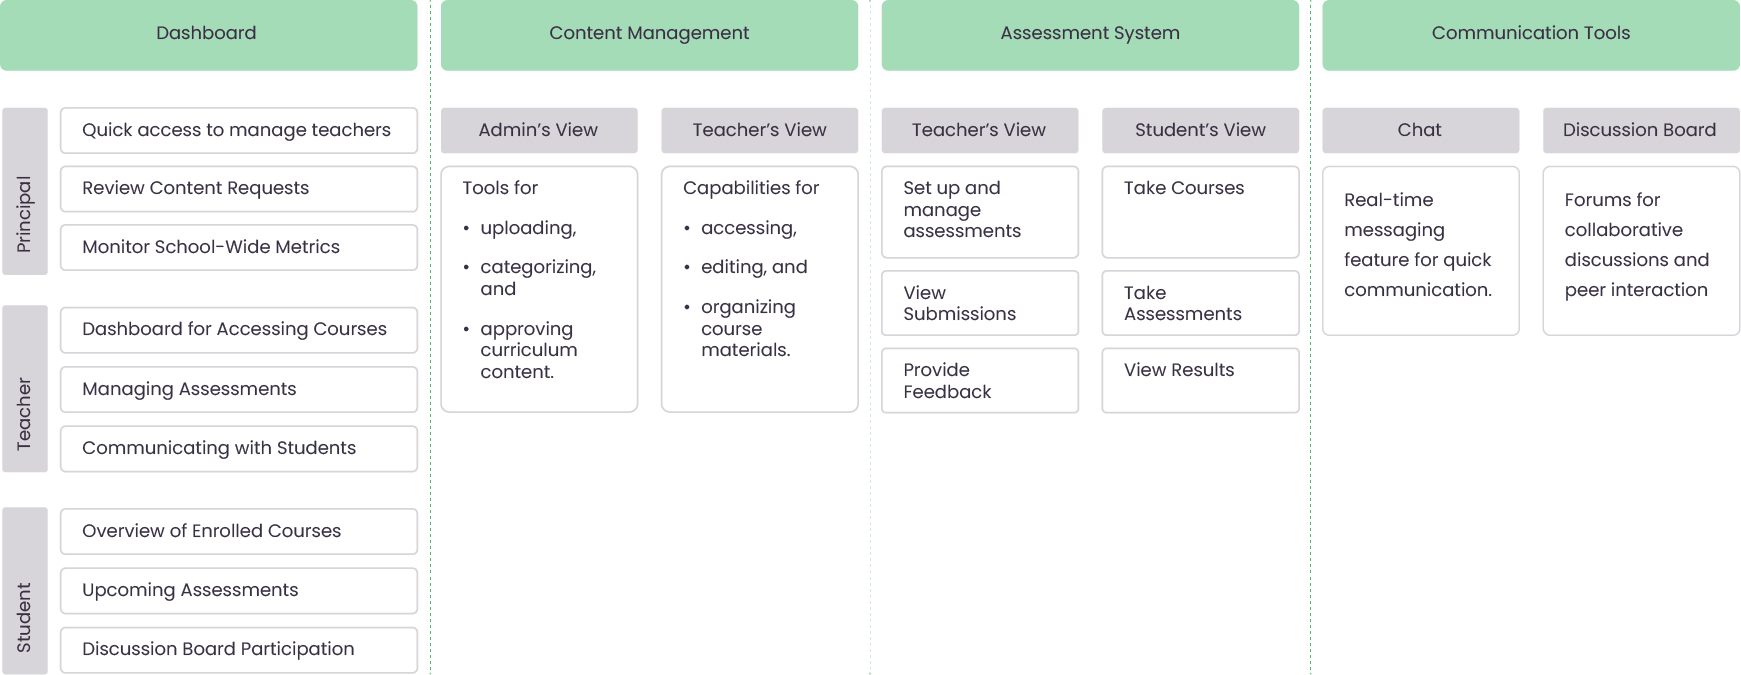 Dashboard
Principal
Quick access to manage teachers
Review Content Requests
Monitor School-Wide Metrics
Teacher
Dashboard for Accessing Courses
Managing Assessments
Communicating with Students
Student
Overview of Enrolled Courses
Upcoming Assessments
Discussion Board Participation
Content Management
Admin’s View
Tools for
• uploading,
• categorizing,
and
• approving
curriculum
content.
Teacher’s View
Capabilities for
• accessing,
• editing, and
• organizing
course
materials.
Assessment System
Teacher’s View
Set up and
manage
assessments
View
Submissions
Provide
Feedback
Student’s View
Take Courses
Take
Assessments
View Results
Communication Tools
Chat
Real-time
messaging
feature for quick
communication.
Discussion Board
Forums for
collaborative
discussions and
peer interaction